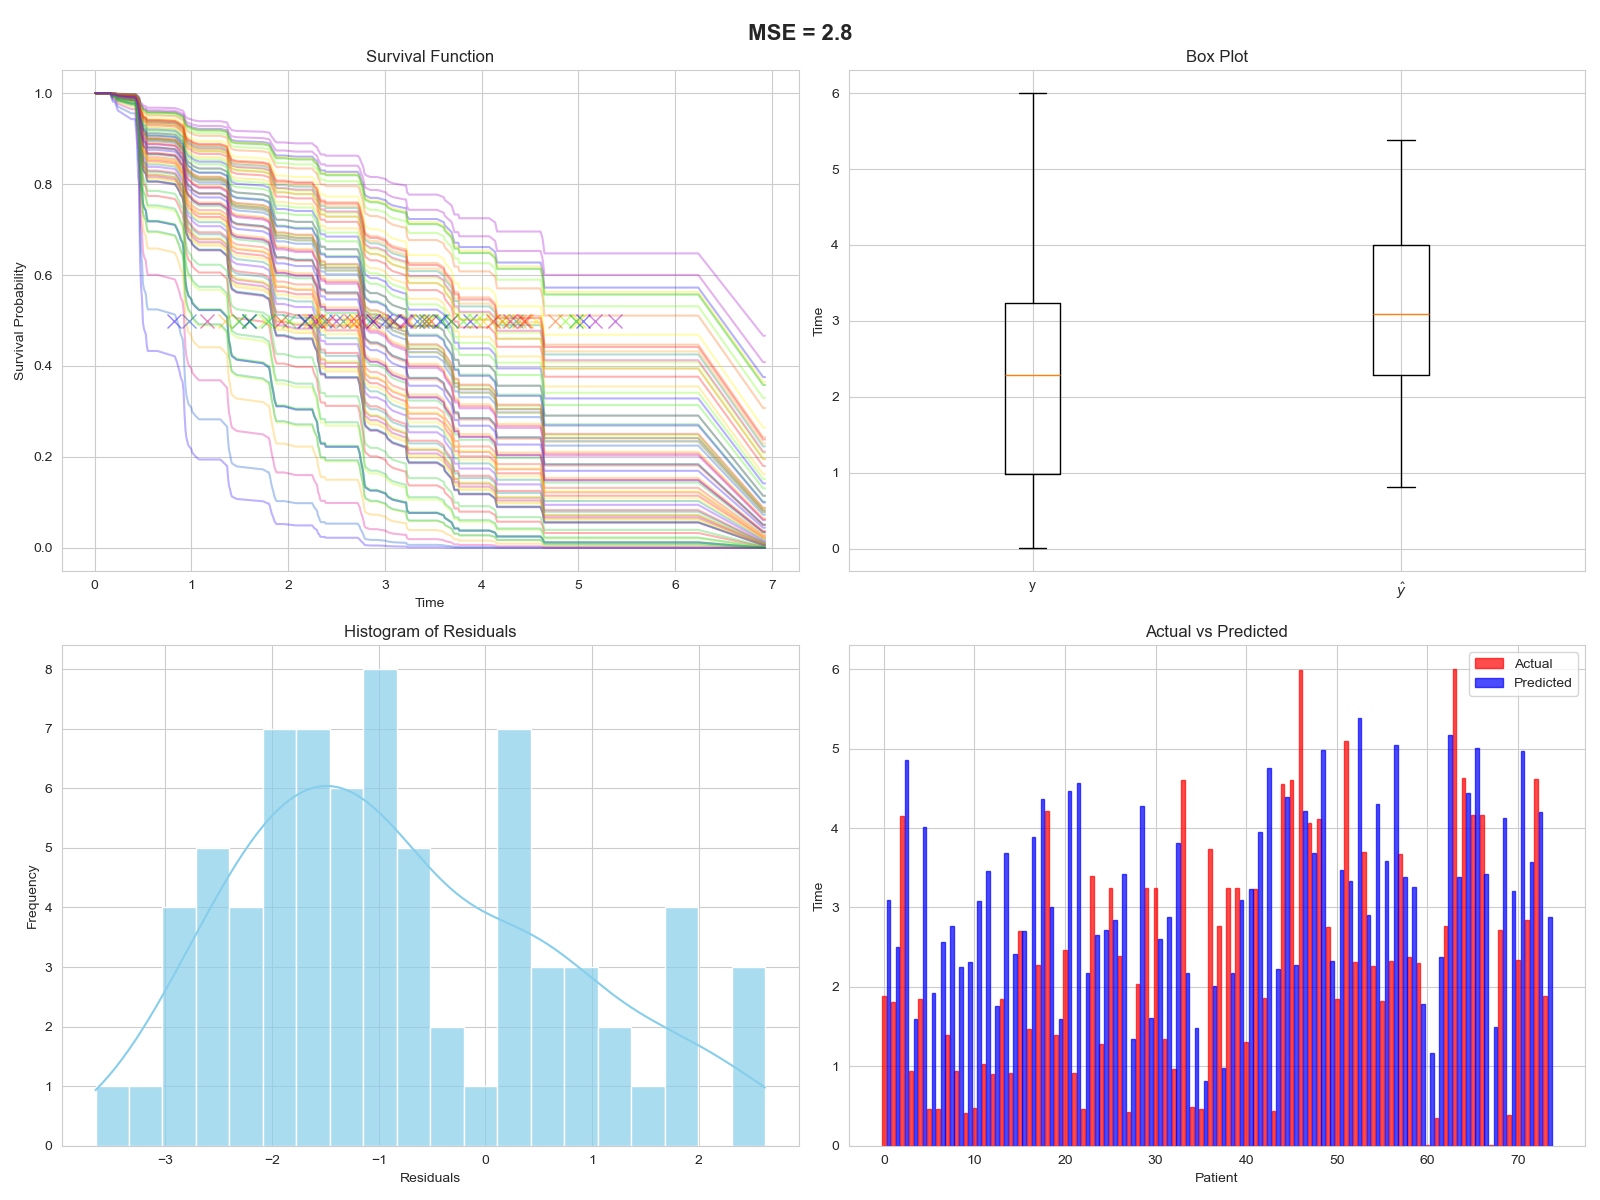 MSE = 2.8
Survival Function
Survival Probability
1.0
0.8
0.6
0.4
0.2
0.0
0 1 2 3 4 5 6 7
Time
Box Plot
Time
6
5
4
3
2
1
0
y ŷ
Histogram of Residuals
Frequency
8
7
6
5
4
3
2
1
0
−3 −2 −1 0 1 2
Residuals
Actual vs Predicted
Actual
Predicted
Time
6
5
4
3
2
1
0
0 10 20 30 40 50 60 70
Patient